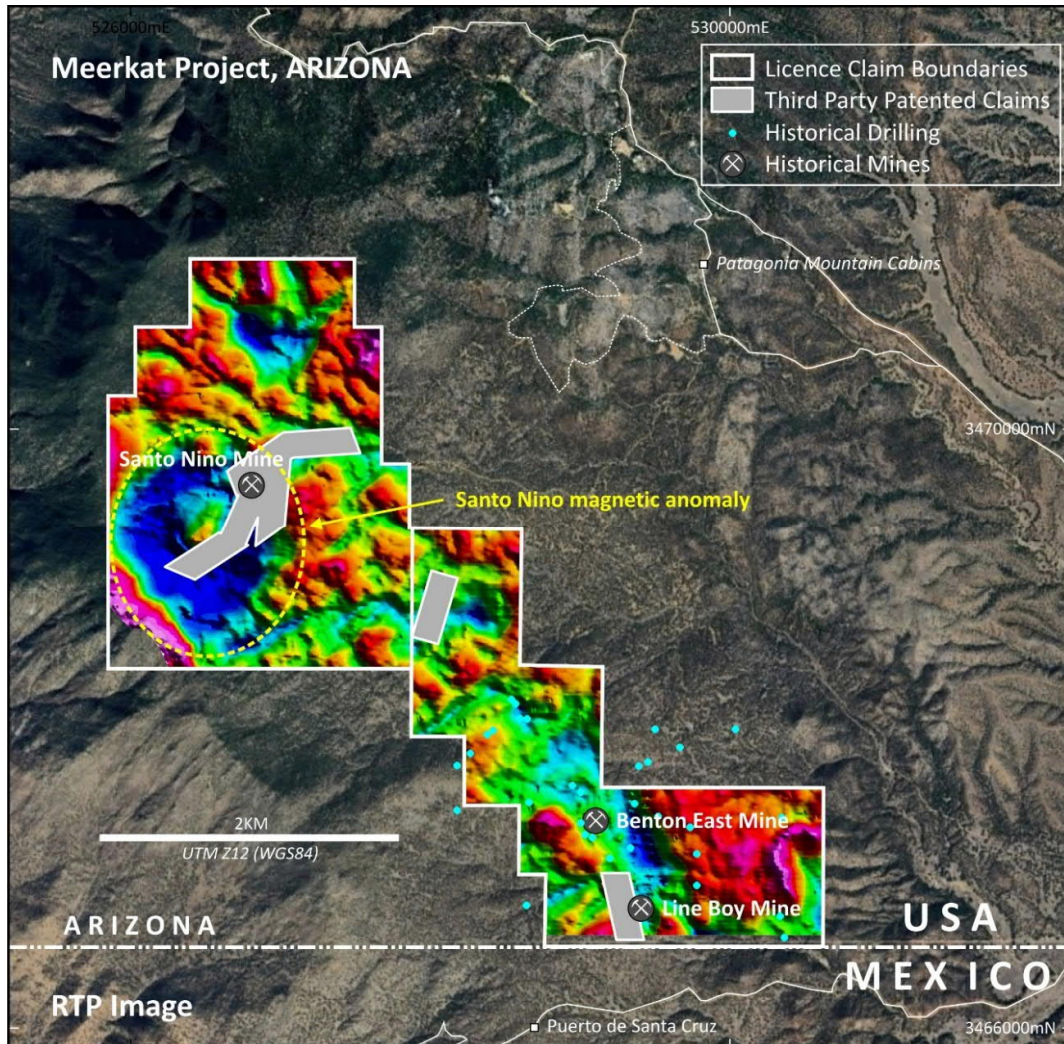 526000mE
530000mE
Meerkat Project, ARIZONA
Licence Claim Boundaries
Third Party Patented Claims
Historical Drilling
Historical Mines
Patagonia Mountain Cabins
3470000mN
Santo Nino Mine
Santo Nino magnetic anomaly
2KM
UTM Z12 (WGS84)
Benton East Mine
Line Boy Mine
ARIZONA
USA
MEXICO
RTP Image
Puerto de Santa Cruz
3466000mN